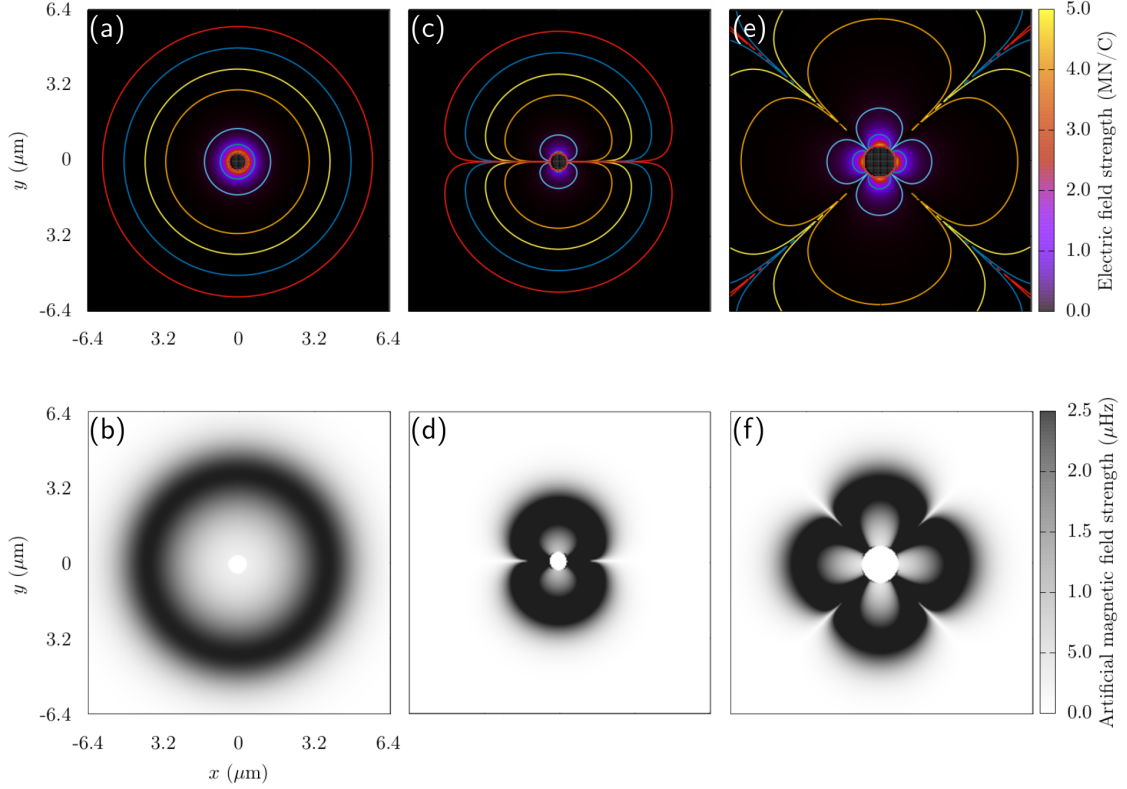 (a)
(c)
(e)
6.4
3.2
0
3.2
-6.4
y (μm)
-6.4
3.2
0
3.2
6.4
5.0
4.0
3.0
2.0
1.0
0.0
Electric field strength (MN/C)
(b)
(d)
(f)
6.4
3.2
0
3.2
-6.4
y (μm)
-6.4
3.2
0
3.2
6.4
x (μm)
2.5
2.0
1.5
1.0
5.0
0.0
Artificial magnetic field strength (μHz)